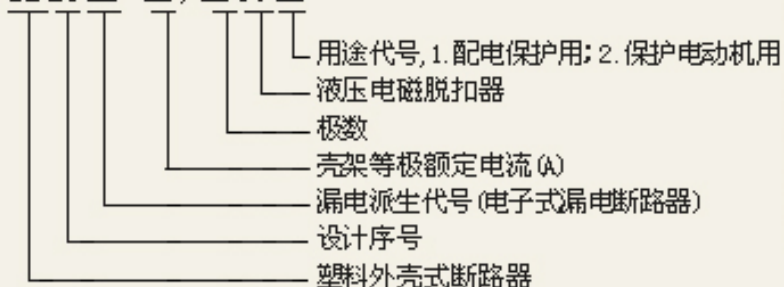 用途代号,1.配电保护用;2.保护电动机用
液压电磁脱扣器
极数
壳架等极额定电流(A)
漏电派生代号(电子式漏电断路器)
设计序号
塑料外壳式断路器